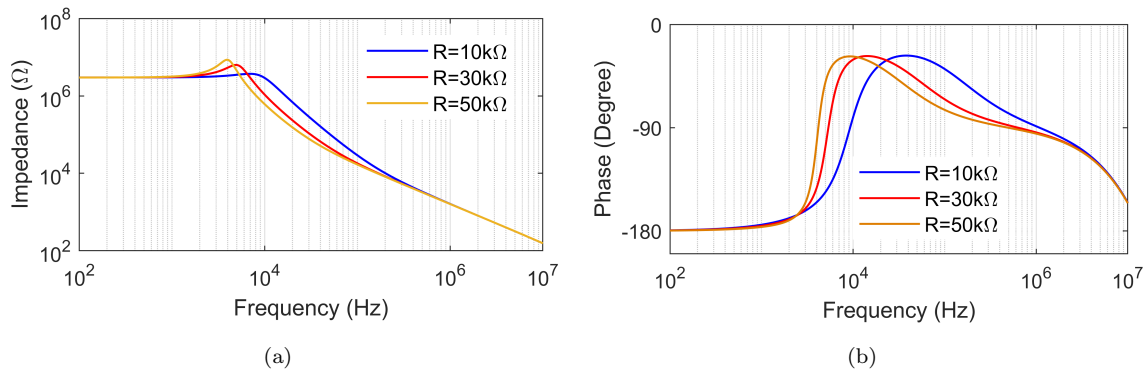 10^8
10^6
10^4
10^2
Impedance (Ω)
R=10kΩ
R=30kΩ
R=50kΩ
10^2
10^4
10^6
10^7
Frequency (Hz)
(a)
0
-90
-180
Phase (Degree)
R=10kΩ
R=30kΩ
R=50kΩ
10^2
10^4
10^6
10^7
Frequency (Hz)
(b)